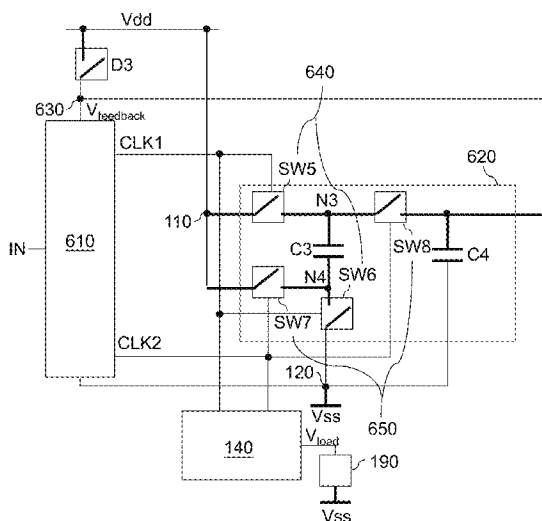 Vdd
D3
640
630
Vfeedback
CLK1
620
SW5
N3
110
610
IN
C3
SW8
C4
N4
SW6
SW7
CLK2
120
Vss
650
140
Vload
190
Vss